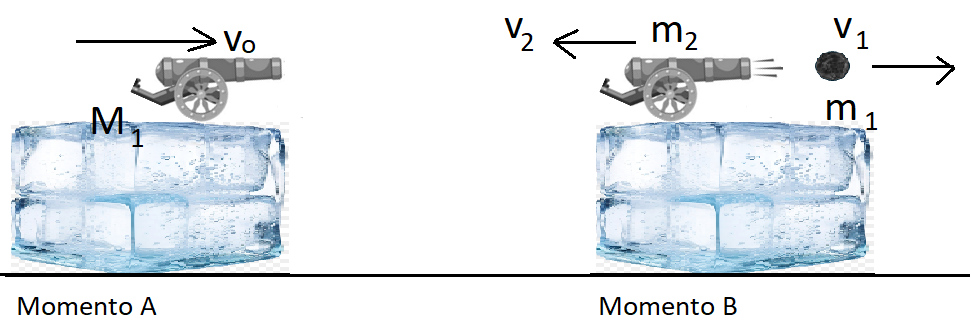 v₀
M₁
Momento A
v₂
m₂
v₁
m₁
Momento B